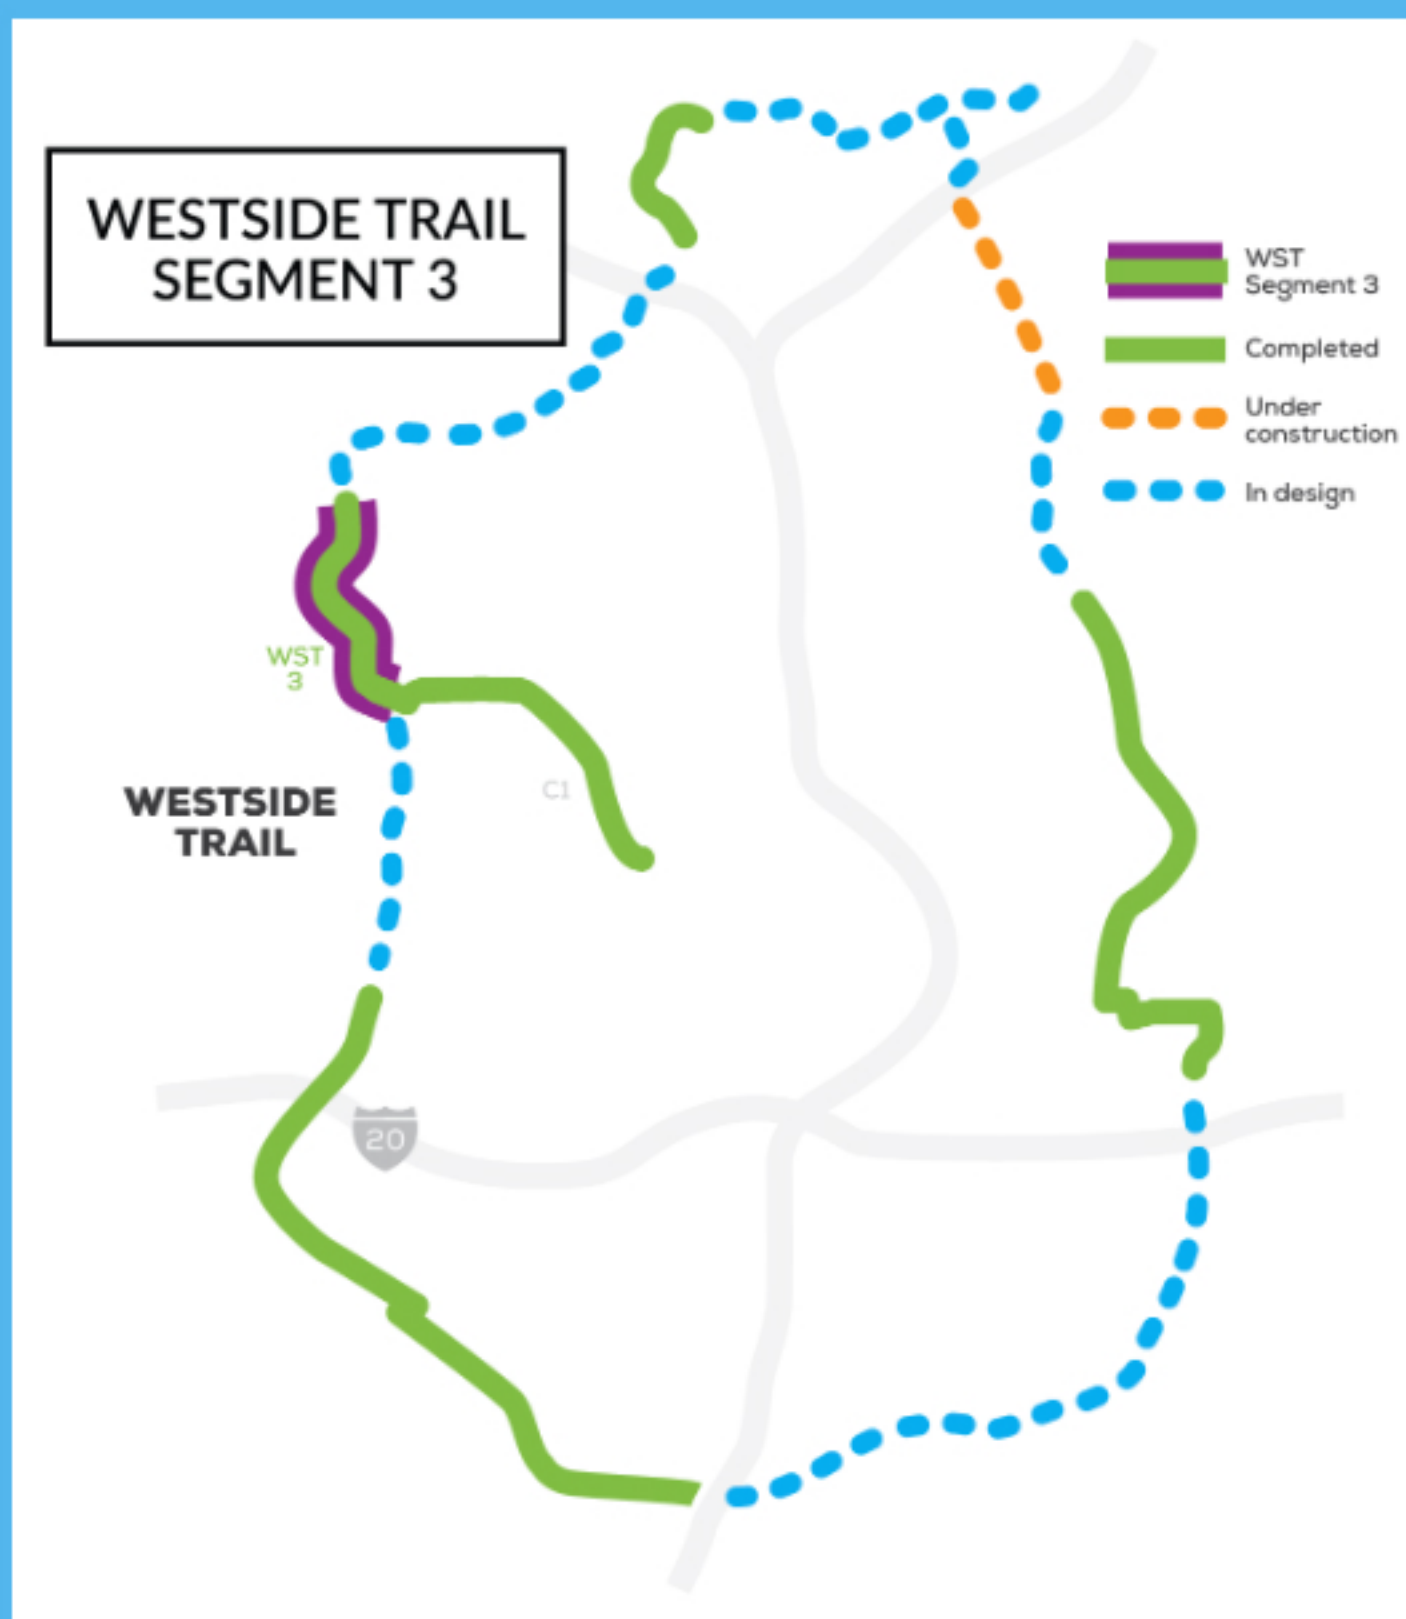 WESTSIDE TRAIL
SEGMENT 3
WST
Segment 3
Completed
Under
construction
In design
WST
3
C1
WESTSIDE
TRAIL
20